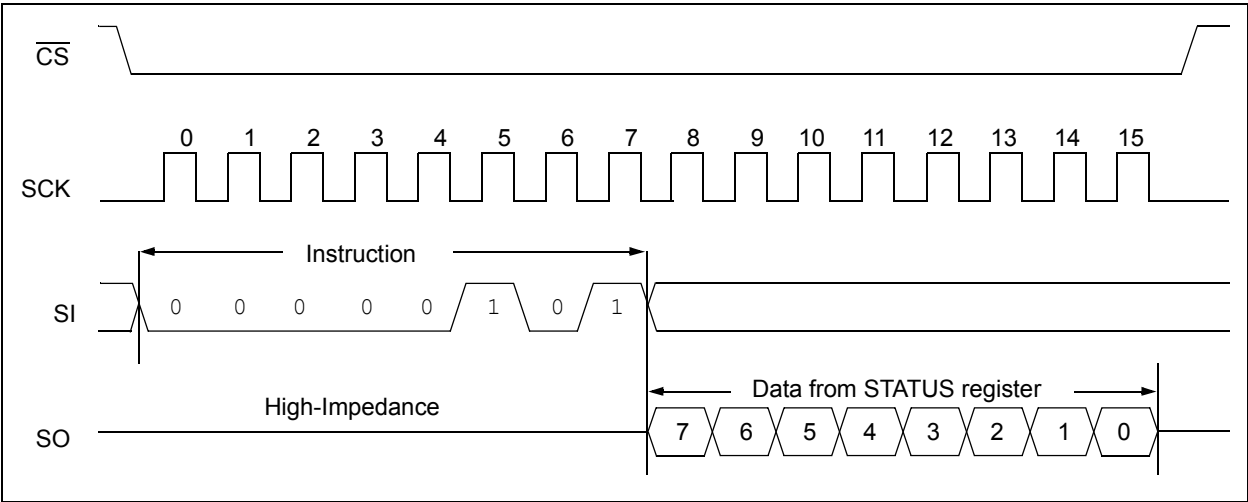 CS
0 1 2 3 4 5 6 7 8 9 10 11 12 13 14 15
SCK
Instruction
SI 0 0 0 0 0 1 0 1
Data from STATUS register
High-Impedance
SO 7 6 5 4 3 2 1 0